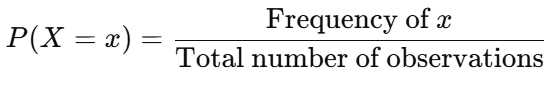 P(X = x) = Frequency of x / Total number of observations